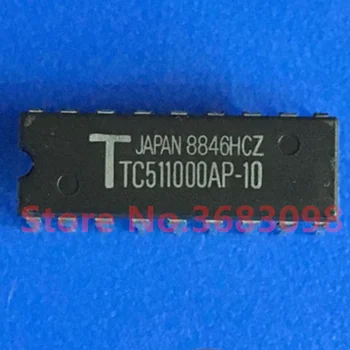 T JAPAN 8846HCZ
TC511000AP-10
Store No. 3683098